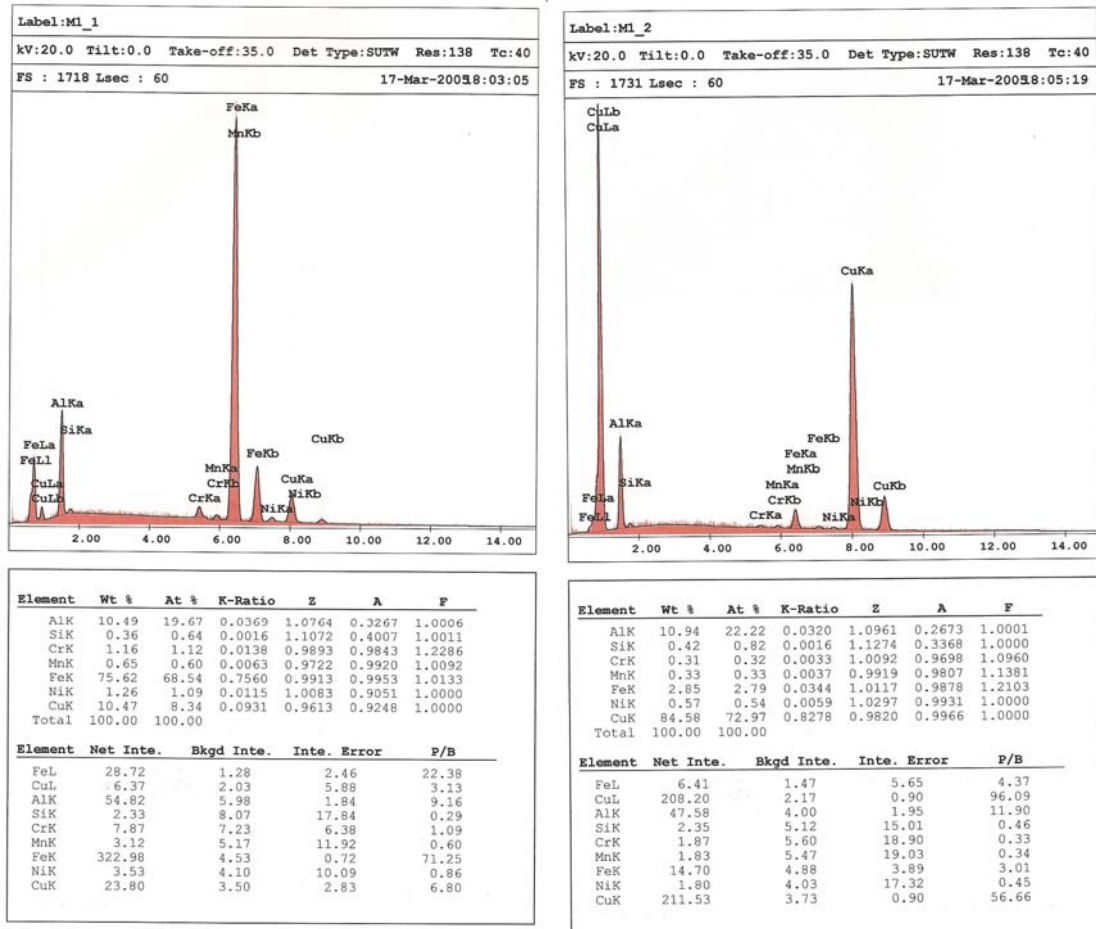 Label:M1_1
kV:20.0 Tilt:0.0 Take-off:35.0 Det Type:SUTW Res:138 Tc:40
FS : 1718 Lsec : 60 17-Mar-2005 18:03:05
FeKa
MnKb
AlKa
SiKa
FeLa
FeLl
CuLa
CuLb
CrKa
MnKa
CrKb
FeKb
NiKa
CuKa
NiKb
CuKb
2.00 4.00 6.00 8.00 10.00 12.00 14.00
Element Wt % At % K-Ratio Z A F
AlK 10.49 19.67 0.0369 1.0764 0.3267 1.0006
SiK 0.36 0.64 0.0016 1.1072 0.4007 1.0011
CrK 1.16 1.12 0.0138 0.9893 0.9843 1.2286
MnK 0.65 0.60 0.0063 0.9722 0.9920 1.0092
FeK 75.62 68.54 0.7560 0.9913 0.9953 1.0133
NiK 1.26 1.09 0.0115 1.0083 0.9051 1.0000
CuK 10.47 8.34 0.0931 0.9613 0.9248 1.0000
Total 100.00 100.00
Element Net Inte. Bkgd Inte. Inte. Error P/B
FeL 28.72 1.28 2.46 22.38
CuL 6.37 2.03 5.88 3.13
AlK 54.82 5.98 1.84 9.16
SiK 2.33 8.07 17.84 0.29
CrK 7.87 7.23 6.38 1.09
MnK 3.12 5.17 11.92 0.60
FeK 322.98 4.53 0.72 71.25
NiK 3.53 4.10 10.09 0.86
CuK 23.80 3.50 2.83 6.80
Label:M1_2
kV:20.0 Tilt:0.0 Take-off:35.0 Det Type:SUTW Res:138 Tc:40
FS : 1731 Lsec : 60 17-Mar-2005 18:05:19
CuLb
CuLa
AlKa
SiKa
FeLa
FeLl
FeKb
FeKa
MnKb
MnKa
CrKb
CrKa
NiKa
CuKa
NiKb
CuKb
2.00 4.00 6.00 8.00 10.00 12.00 14.00
Element Wt % At % K-Ratio Z A F
AlK 10.94 22.22 0.0320 1.0961 0.2673 1.0001
SiK 0.42 0.82 0.0016 1.1274 0.3368 1.0000
CrK 0.31 0.32 0.0033 1.0092 0.9698 1.0960
MnK 0.33 0.33 0.0037 0.9919 0.9807 1.1381
FeK 2.85 2.79 0.0344 1.0117 0.9878 1.2103
NiK 0.57 0.54 0.0059 1.0297 0.9931 1.0000
CuK 84.58 72.97 0.8278 0.9820 0.9966 1.0000
Total 100.00 100.00
Element Net Inte. Bkgd Inte. Inte. Error P/B
FeL 6.41 1.47 5.65 4.37
CuL 208.20 2.17 0.90 96.09
AlK 47.58 4.00 1.95 11.90
SiK 2.35 5.12 15.01 0.46
CrK 1.87 5.60 18.90 0.33
MnK 1.83 5.47 19.03 0.34
FeK 14.70 4.88 3.89 3.01
NiK 1.80 4.03 17.32 0.45
CuK 211.53 3.73 0.90 56.66